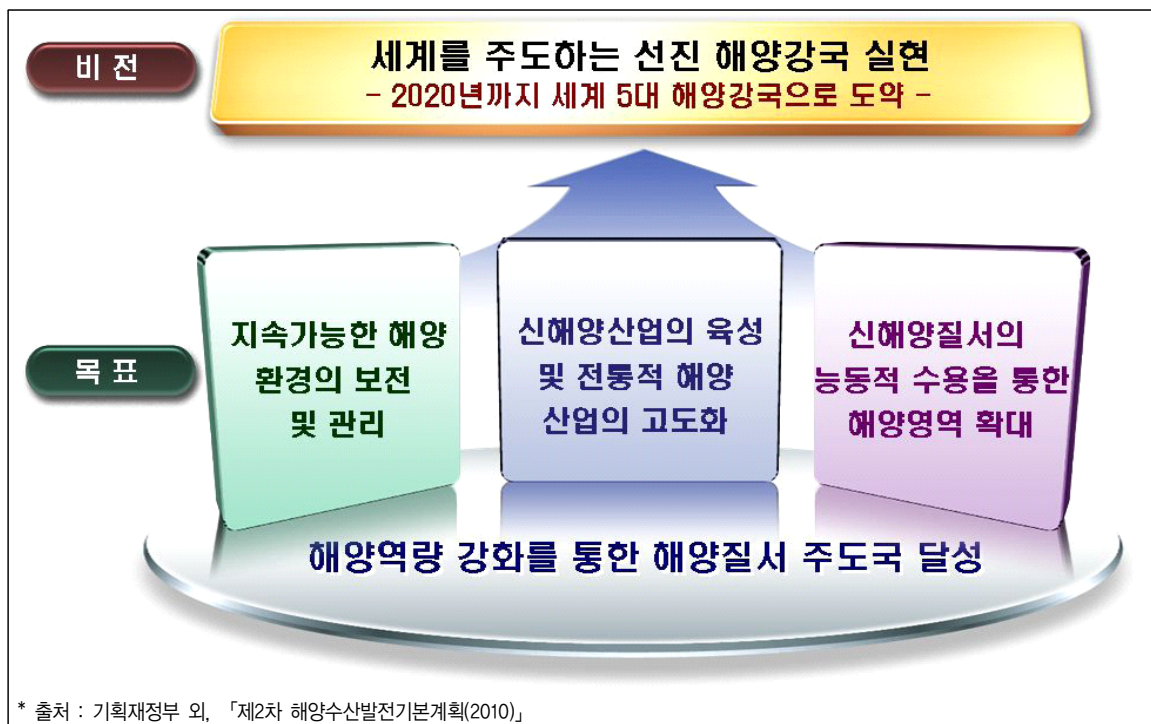 비 전
세계를 주도하는 선진 해양강국 실현
- 2020년까지 세계 5대 해양강국으로 도약 -
목 표
지속가능한 해양
환경의 보전
및 관리
신해양산업의 육성
및 전통적 해양
산업의 고도화
신해양질서의
능동적 수용을 통한
해양영역 확대
해양역량 강화를 통한 해양질서 주도국 달성
* 출처 : 기획재정부 외, 「제2차 해양수산발전기본계획(2010)」